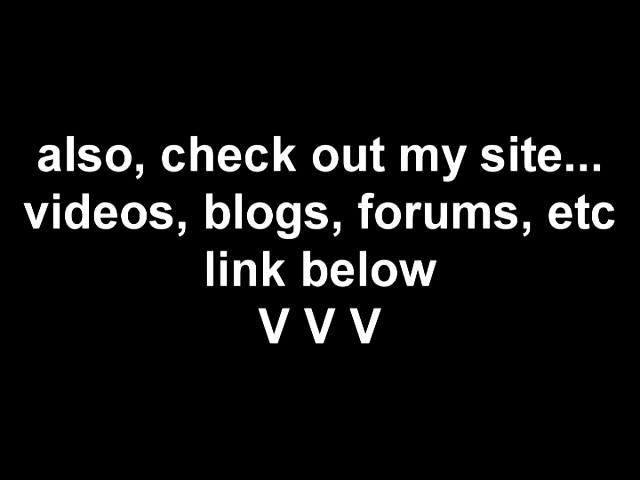 also, check out my site...
videos, blogs, forums, etc
link below
V V V